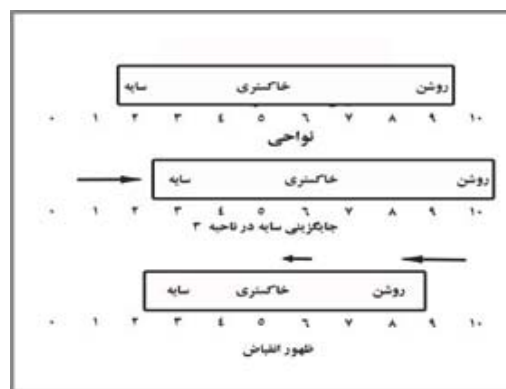 سایه خاکستری روشن
۰ ۱ ۲ ۳ ٤ ٥ ٦ ۷ ۸ ۹ ۱۰
نواحی
سایه خاکستری روشن
۰ ۱ ۲ ۳ ٤ ٥ ٦ ۷ ۸ ۹ ۱۰
جایگزینی سایه در ناحیه ۳
سایه خاکستری روشن
۰ ۱ ۲ ۳ ٤ ٥ ٦ ۷ ۸ ۹ ۱۰
ظهور انقباض